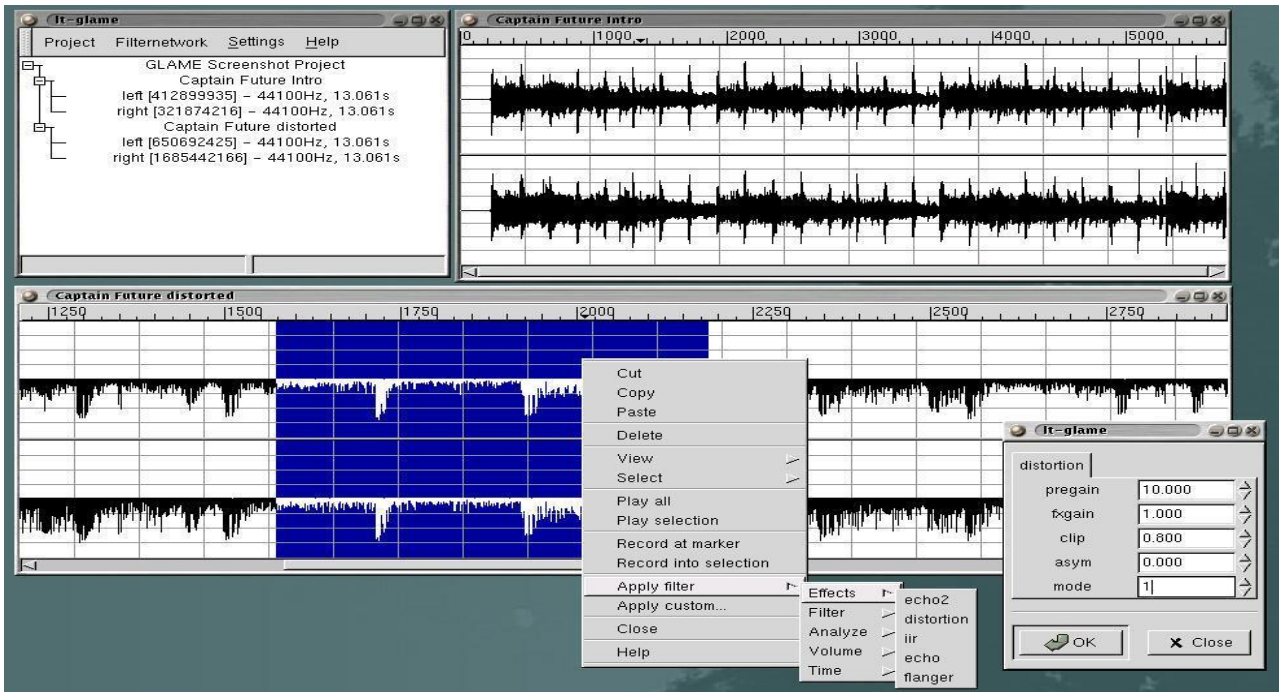 lt-glame
Project Filternetwork Settings Help
GLAME Screenshot Project
Captain Future Intro
left [412899935] - 44100Hz, 13.061s
right [321874216] - 44100Hz, 13.061s
Captain Future distorted
left [650692425] - 44100Hz, 13.061s
right [1685442166] - 44100Hz, 13.061s
Captain Future Intro
0 1000 2000 3000 4000 5000
Captain Future distorted
1250 1500 1750 2000 2250 2500 2750
Cut
Copy
Paste
Delete
View
Select
Play all
Play selection
Record at marker
Record into selection
Apply filter
Apply custom...
Close
Help
Effects
Filter
Analyze
Volume
Time
echo2
distortion
iir
echo
flanger
lt-glame
distortion
pregain 10.000
fxgain 1.000
clip 0.800
asym 0.000
mode 1
OK Close